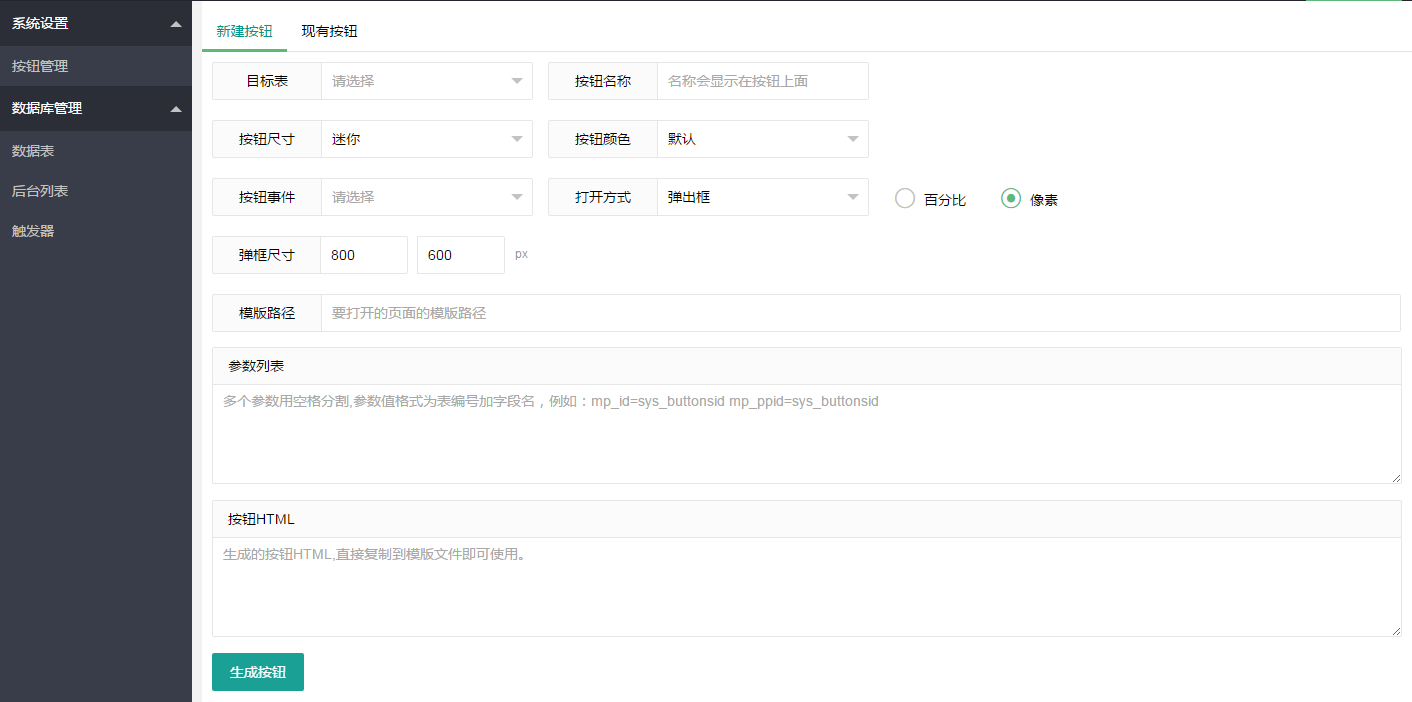 系统设置
按钮管理
数据库管理
数据表
后台列表
触发器
新建按钮 现有按钮
目标表 请选择 按钮名称 名称会显示在按钮上面
按钮尺寸 迷你 按钮颜色 默认
按钮事件 请选择 打开方式 弹出框 百分比 像素
弹框尺寸 800 600 px
模版路径 要打开的页面的模版路径
参数列表
多个参数用空格分割,参数值格式为表编号加字段名，例如：mp_id=sys_buttonsid mp_ppid=sys_buttonsid
按钮HTML
生成的按钮HTML,直接复制到模版文件即可使用。
生成按钮